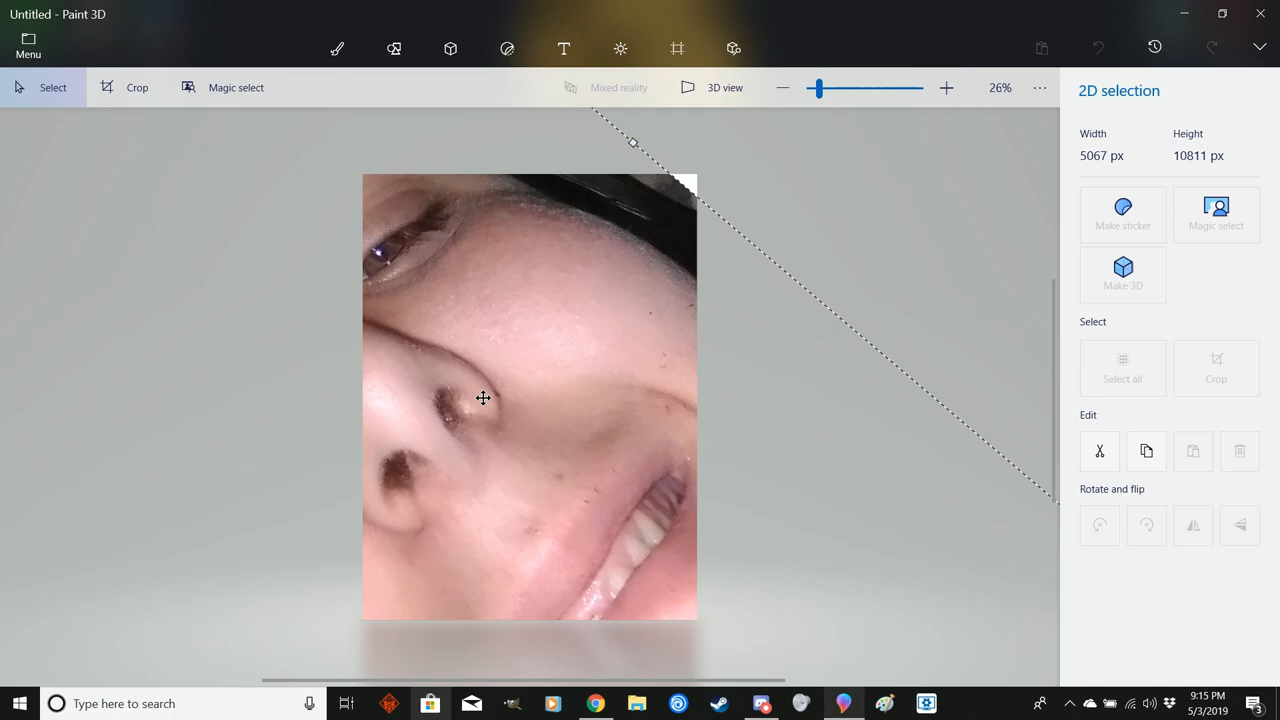 Untitled - Paint 3D
Menu
Select
Crop
Magic select
Mixed reality
3D view
26%
2D selection
Width
Height
5067 px
10811 px
Make sticker
Magic select
Make 3D
Select
Select all
Crop
Edit
Rotate and flip
Type here to search
9:15 PM
5/3/2019
3